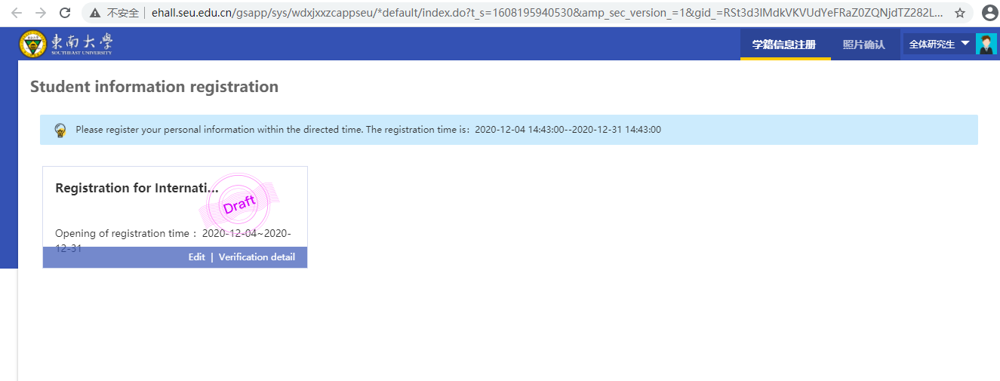 不安全 ehall.seu.edu.cn/gsapp/sys/wdxjxxzcappseu/*default/index.do?t_s=1608195940530&amp_sec_version_=1&gid_=RSt3d3lMdkVKVUdYeFRaZ0ZQNjdTZ282L...
東南大學
SOUTHEAST UNIVERSITY
学籍信息注册 照片确认 全体研究生
Student information registration
Please register your personal information within the directed time. The registration time is：2020-12-04 14:43:00--2020-12-31 14:43:00
Registration for Internati...
Draft
Opening of registration time：2020-12-04~2020-
12-31
Edit | Verification detail